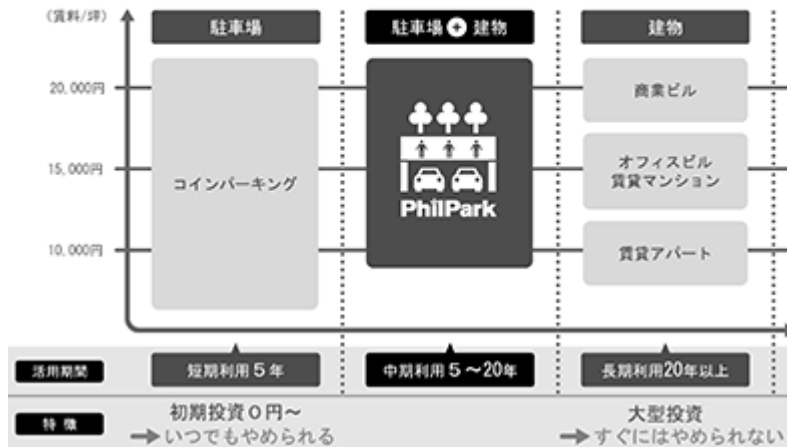 (賃料/坪)
駐車場
駐車場+建物
建物
20,000円
15,000円
10,000円
コインパーキング
PhilPark
商業ビル
オフィスビル
賃貸マンション
賃貸アパート
活用期間
短期利用5年
中期利用5〜20年
長期利用20年以上
特徴
初期投資0円〜
→いつでもやめられる
大型投資
→すぐにはやめられない